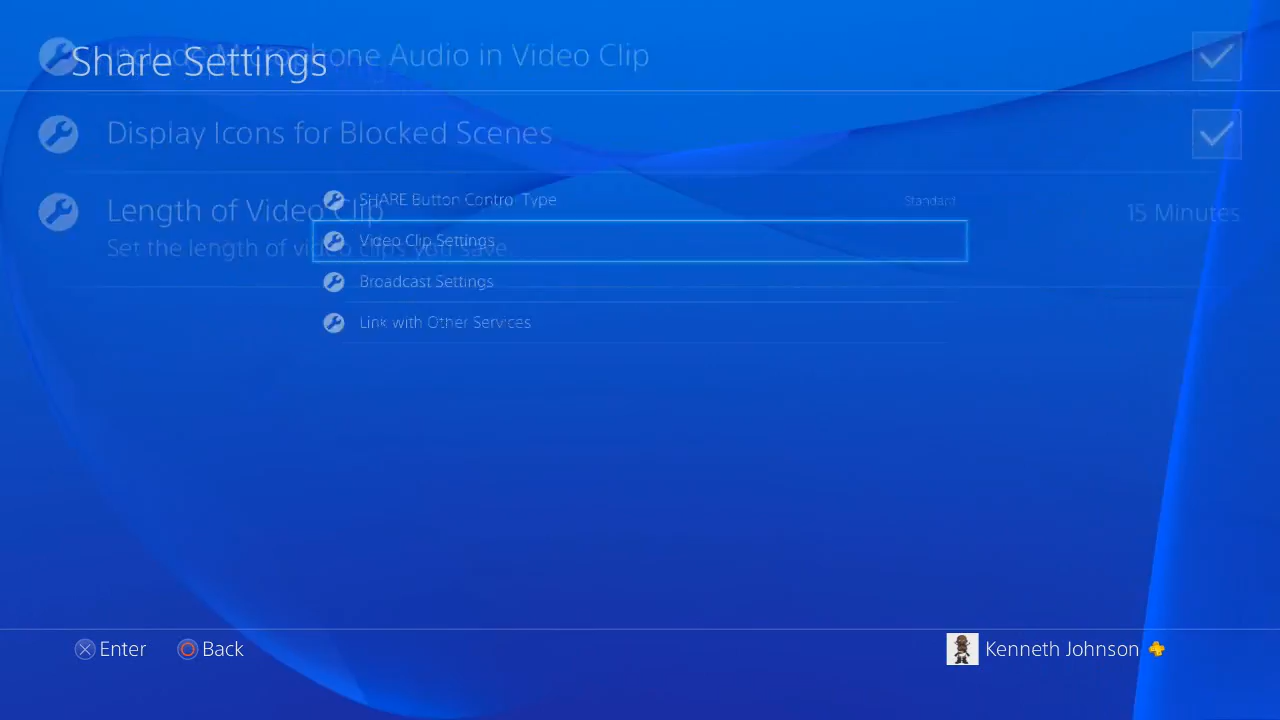 Include Microphone Audio in Video Clip
Share Settings
Display Icons for Blocked Scenes
SHARE Button Control Type Standard
Length of Video Clip 15 Minutes
Video Clip Settings
Set the length of video clips you save
Broadcast Settings
Link with Other Services
Enter Back Kenneth Johnson